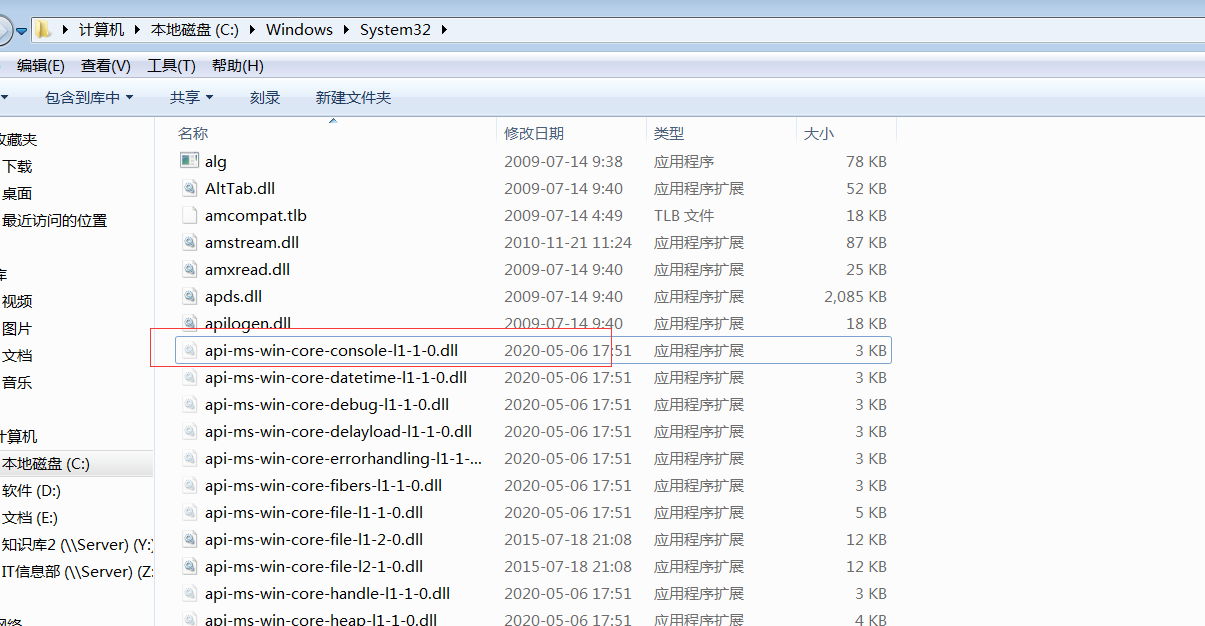 计算机 本地磁盘 (C:) Windows System32
编辑(E) 查看(V) 工具(T) 帮助(H)
包含到库中 共享 刻录 新建文件夹
收藏夹
下载
桌面
最近访问的位置
库
视频
图片
文档
音乐
计算机
本地磁盘 (C:)
软件 (D:)
文档 (E:)
知识库2 (\\Server) (Y:)
IT信息部 (\\Server) (Z:
网络
名称 修改日期 类型 大小
alg 2009-07-14 9:38 应用程序 78 KB
AltTab.dll 2009-07-14 9:40 应用程序扩展 52 KB
amcompat.tlb 2009-07-14 4:49 TLB 文件 18 KB
amstream.dll 2010-11-21 11:24 应用程序扩展 87 KB
amxread.dll 2009-07-14 9:40 应用程序扩展 25 KB
apds.dll 2009-07-14 9:40 应用程序扩展 2,085 KB
apilogen.dll 2009-07-14 9:40 应用程序扩展 18 KB
api-ms-win-core-console-l1-1-0.dll 2020-05-06 17:51 应用程序扩展 3 KB
api-ms-win-core-datetime-l1-1-0.dll 2020-05-06 17:51 应用程序扩展 3 KB
api-ms-win-core-debug-l1-1-0.dll 2020-05-06 17:51 应用程序扩展 3 KB
api-ms-win-core-delayload-l1-1-0.dll 2020-05-06 17:51 应用程序扩展 3 KB
api-ms-win-core-errorhandling-l1-1-... 2020-05-06 17:51 应用程序扩展 3 KB
api-ms-win-core-fibers-l1-1-0.dll 2020-05-06 17:51 应用程序扩展 3 KB
api-ms-win-core-file-l1-1-0.dll 2020-05-06 17:51 应用程序扩展 5 KB
api-ms-win-core-file-l1-2-0.dll 2015-07-18 21:08 应用程序扩展 12 KB
api-ms-win-core-file-l2-1-0.dll 2015-07-18 21:08 应用程序扩展 12 KB
api-ms-win-core-handle-l1-1-0.dll 2020-05-06 17:51 应用程序扩展 3 KB
api-ms-win-core-heap-l1-1-0.dll 2020-05-06 17:51 应用程序扩展 4 KB